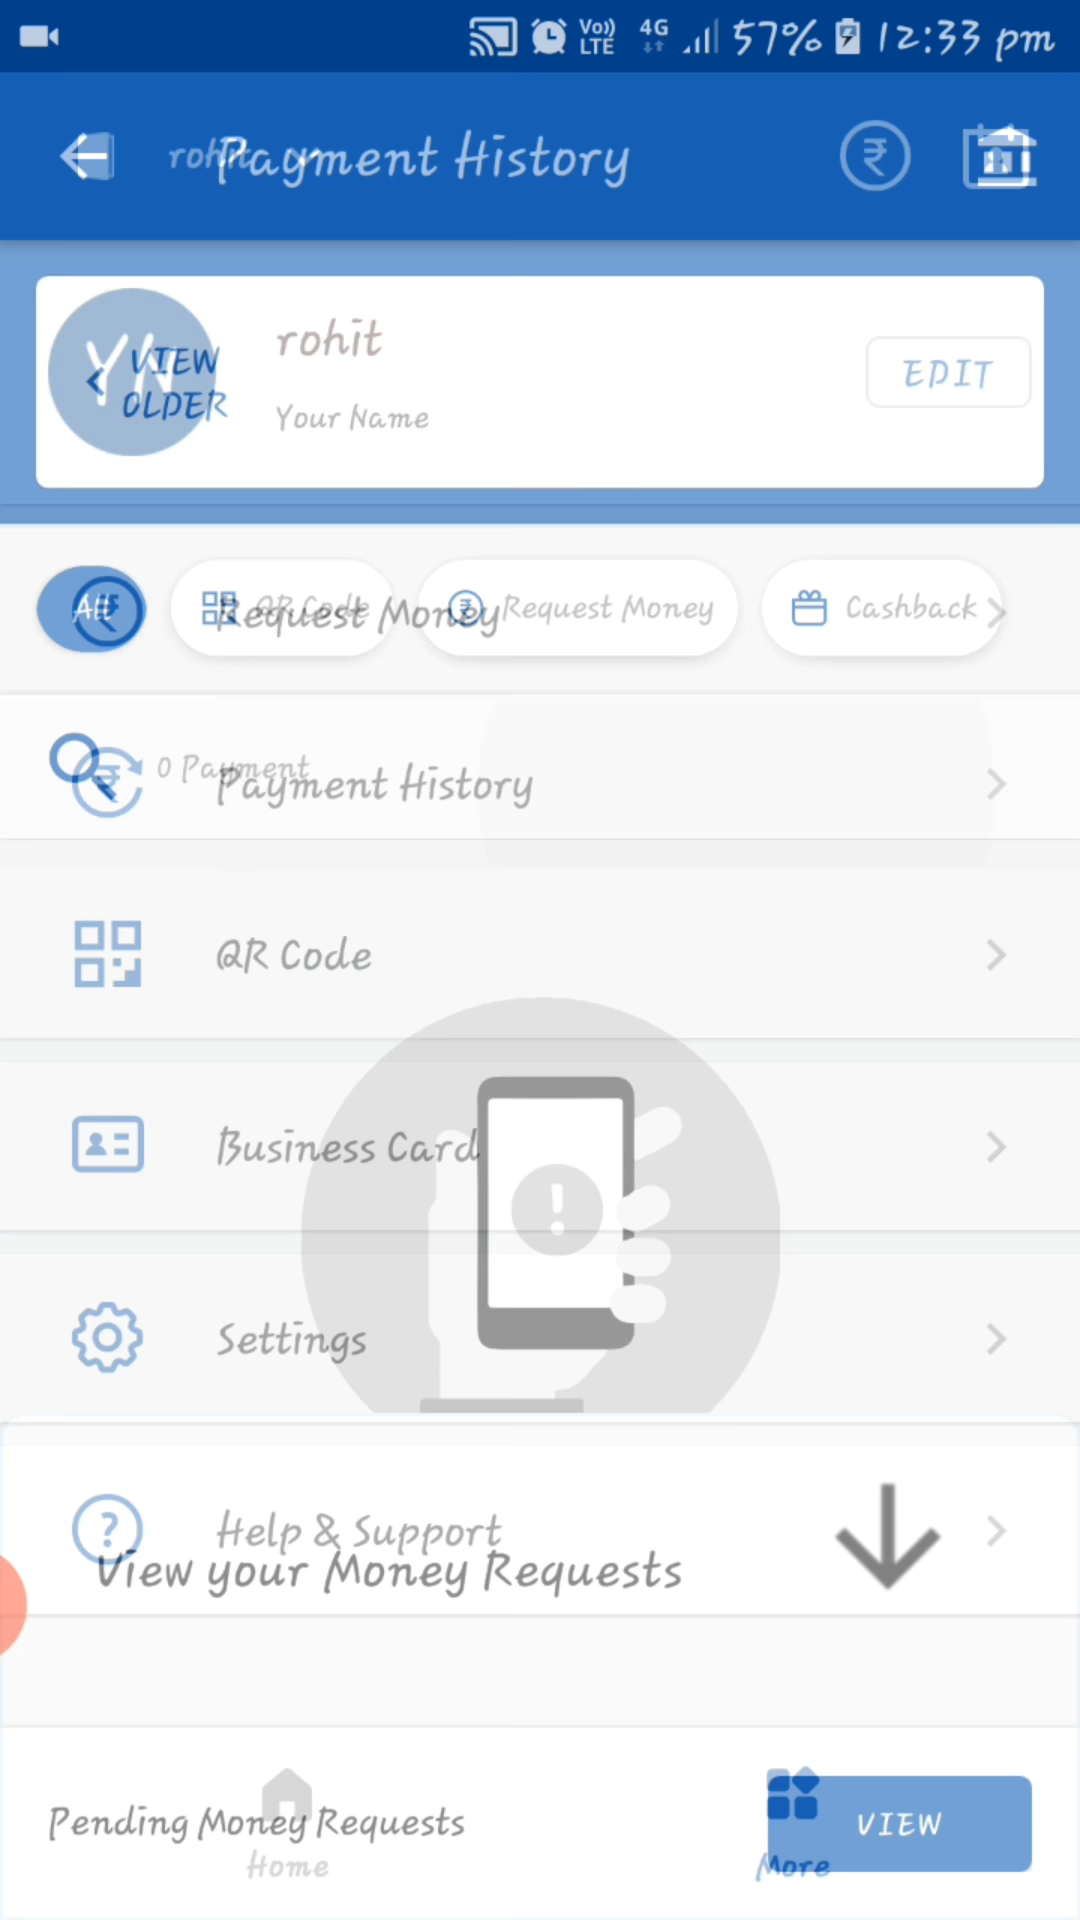 Vo)) LTE 4G 57% 12:33 pm
rohit
Payment History
YN
VIEW OLDER
rohit
Your Name
EDIT
All
QR Code
Request Money
Cashback
Request Money
0 Payment
Payment History
QR Code
Business Card
Settings
Help & Support
View your Money Requests
Pending Money Requests
VIEW
Home
More